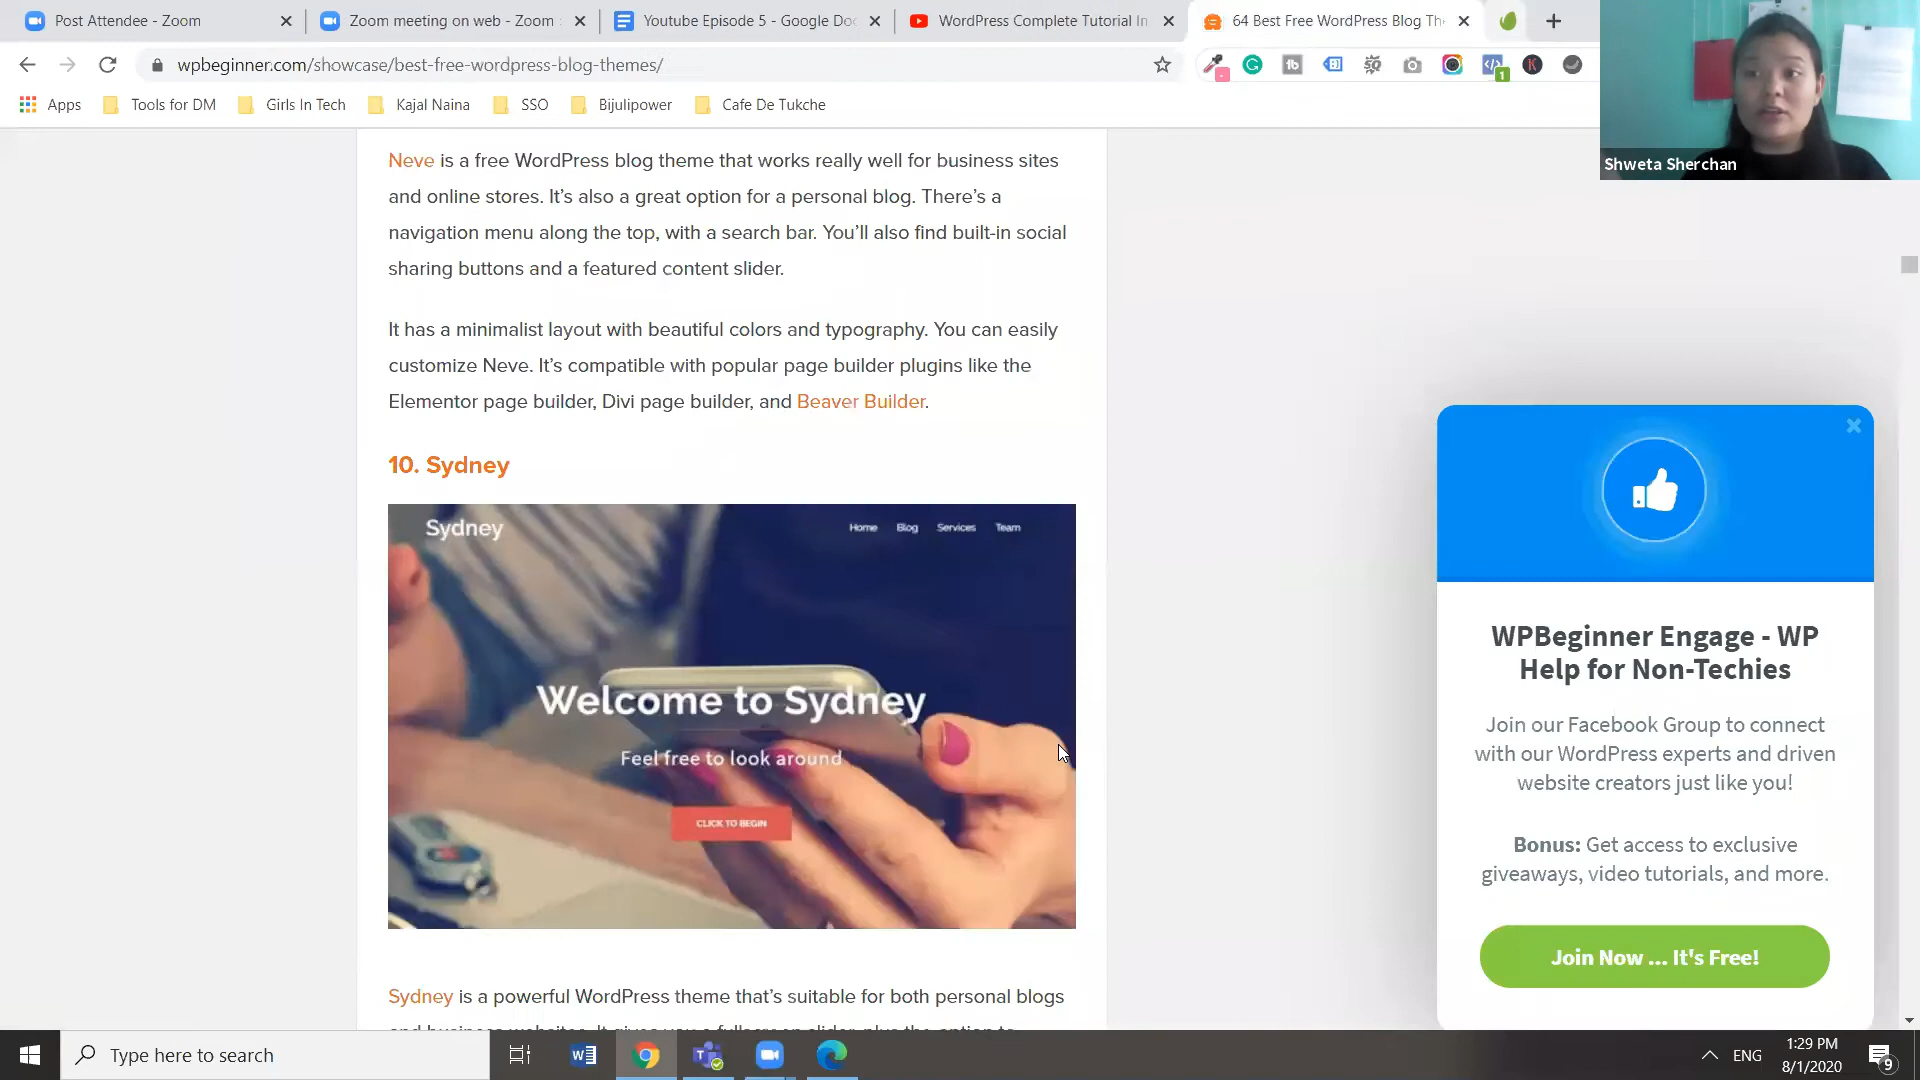 Post Attendee - Zoom
Zoom meeting on web - Zoom
Youtube Episode 5 - Google Doc
WordPress Complete Tutorial In
64 Best Free WordPress Blog Th
wpbeginner.com/showcase/best-free-wordpress-blog-themes/
Apps
Tools for DM
Girls In Tech
Kajal Naina
SSO
Bijulipower
Cafe De Tukche
Shweta Sherchan
Neve is a free WordPress blog theme that works really well for business sites
and online stores. It's also a great option for a personal blog. There's a
navigation menu along the top, with a search bar. You'll also find built-in social
sharing buttons and a featured content slider.
It has a minimalist layout with beautiful colors and typography. You can easily
customize Neve. It's compatible with popular page builder plugins like the
Elementor page builder, Divi page builder, and Beaver Builder.
10. Sydney
Sydney
Home Blog Services Team
Welcome to Sydney
Feel free to look around
CLICK TO BEGIN
Sydney is a powerful WordPress theme that's suitable for both personal blogs
WPBeginner Engage - WP
Help for Non-Techies
Join our Facebook Group to connect
with our WordPress experts and driven
website creators just like you!
Bonus: Get access to exclusive
giveaways, video tutorials, and more.
Join Now ... It's Free!
Type here to search
ENG
1:29 PM
8/1/2020
9